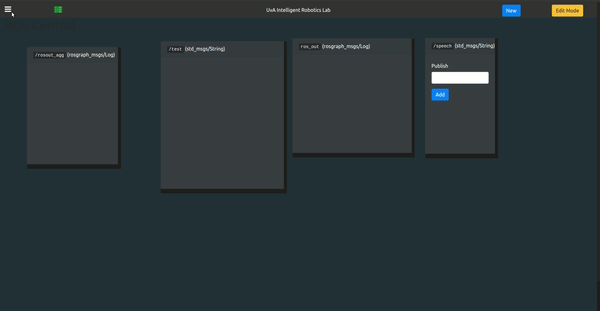 UvA Intelligent Robotics Lab
New
Edit Mode
/rosout_agg (rosgraph_msgs/Log)
/test (std_msgs/String)
ros_out (rosgraph_msgs/Log)
/speech (std_msgs/String)
Publish
Add